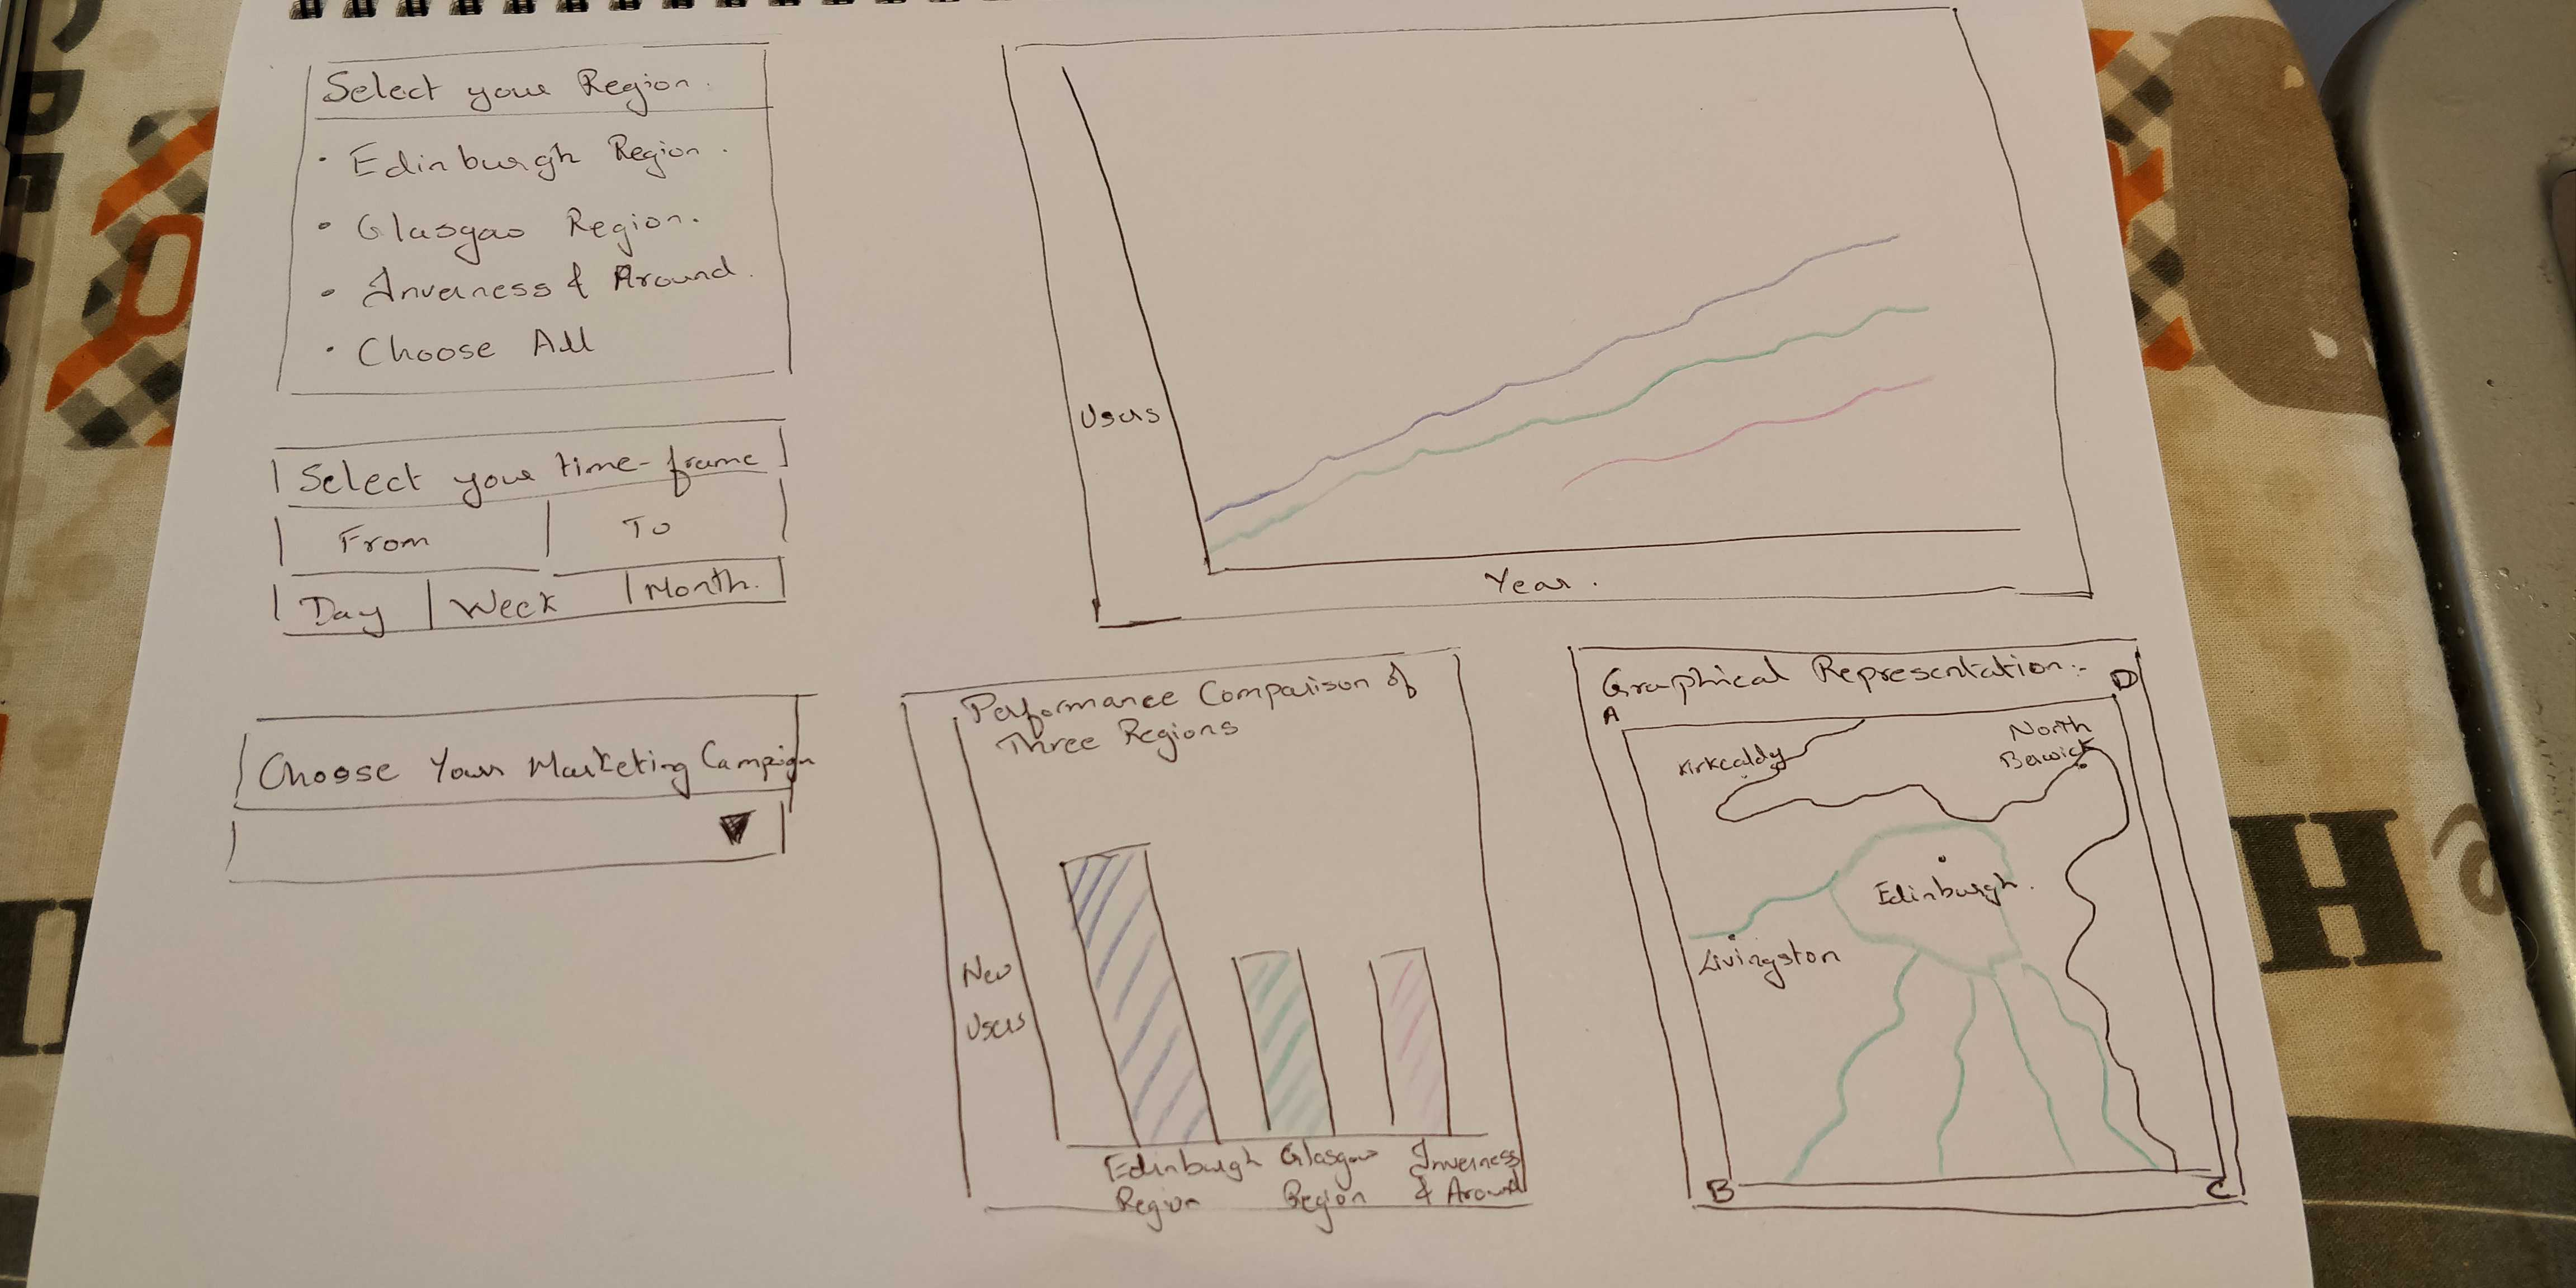 Select your Region.
• Edinburgh Region.
• Glasgow Region.
• Inverness & Around.
• Choose All
Select your time-frame
From To
Day Week Month.
Choose Your Marketing Campaign
Users
Year.
Performance Comparison of
Three Regions
New
Users
Edinburgh
Region
Glasgow
Region
Inverness
& Around
Graphical Representation:-
A
D
Kirkcaldy
North
Berwick
Edinburgh.
Livingston
B
C
H